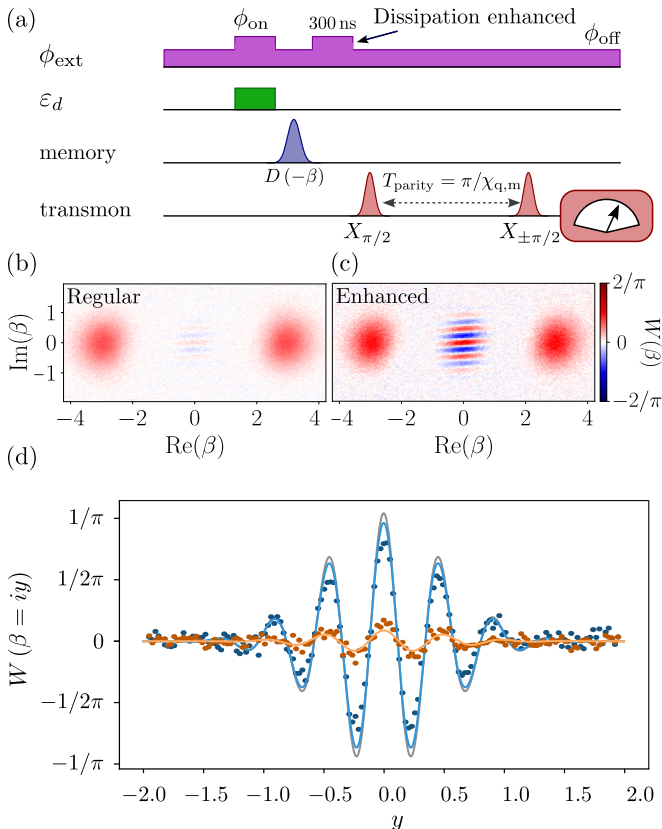 (a)
ϕon
300 ns
Dissipation enhanced
ϕoff
ϕext
εd
memory
D (−β)
Tparity = π/χq,m
transmon
Xπ/2
X±π/2
(b)
(c)
Regular
Enhanced
Im(β)
1
0
−1
−4 −2 0 2 4
Re(β)
−4 −2 0 2 4
Re(β)
2/π
0
−2/π
W(β)
(d)
W (β = iy)
1/π
1/2π
0
−1/2π
−1/π
−2.0 −1.5 −1.0 −0.5 0.0 0.5 1.0 1.5 2.0
y